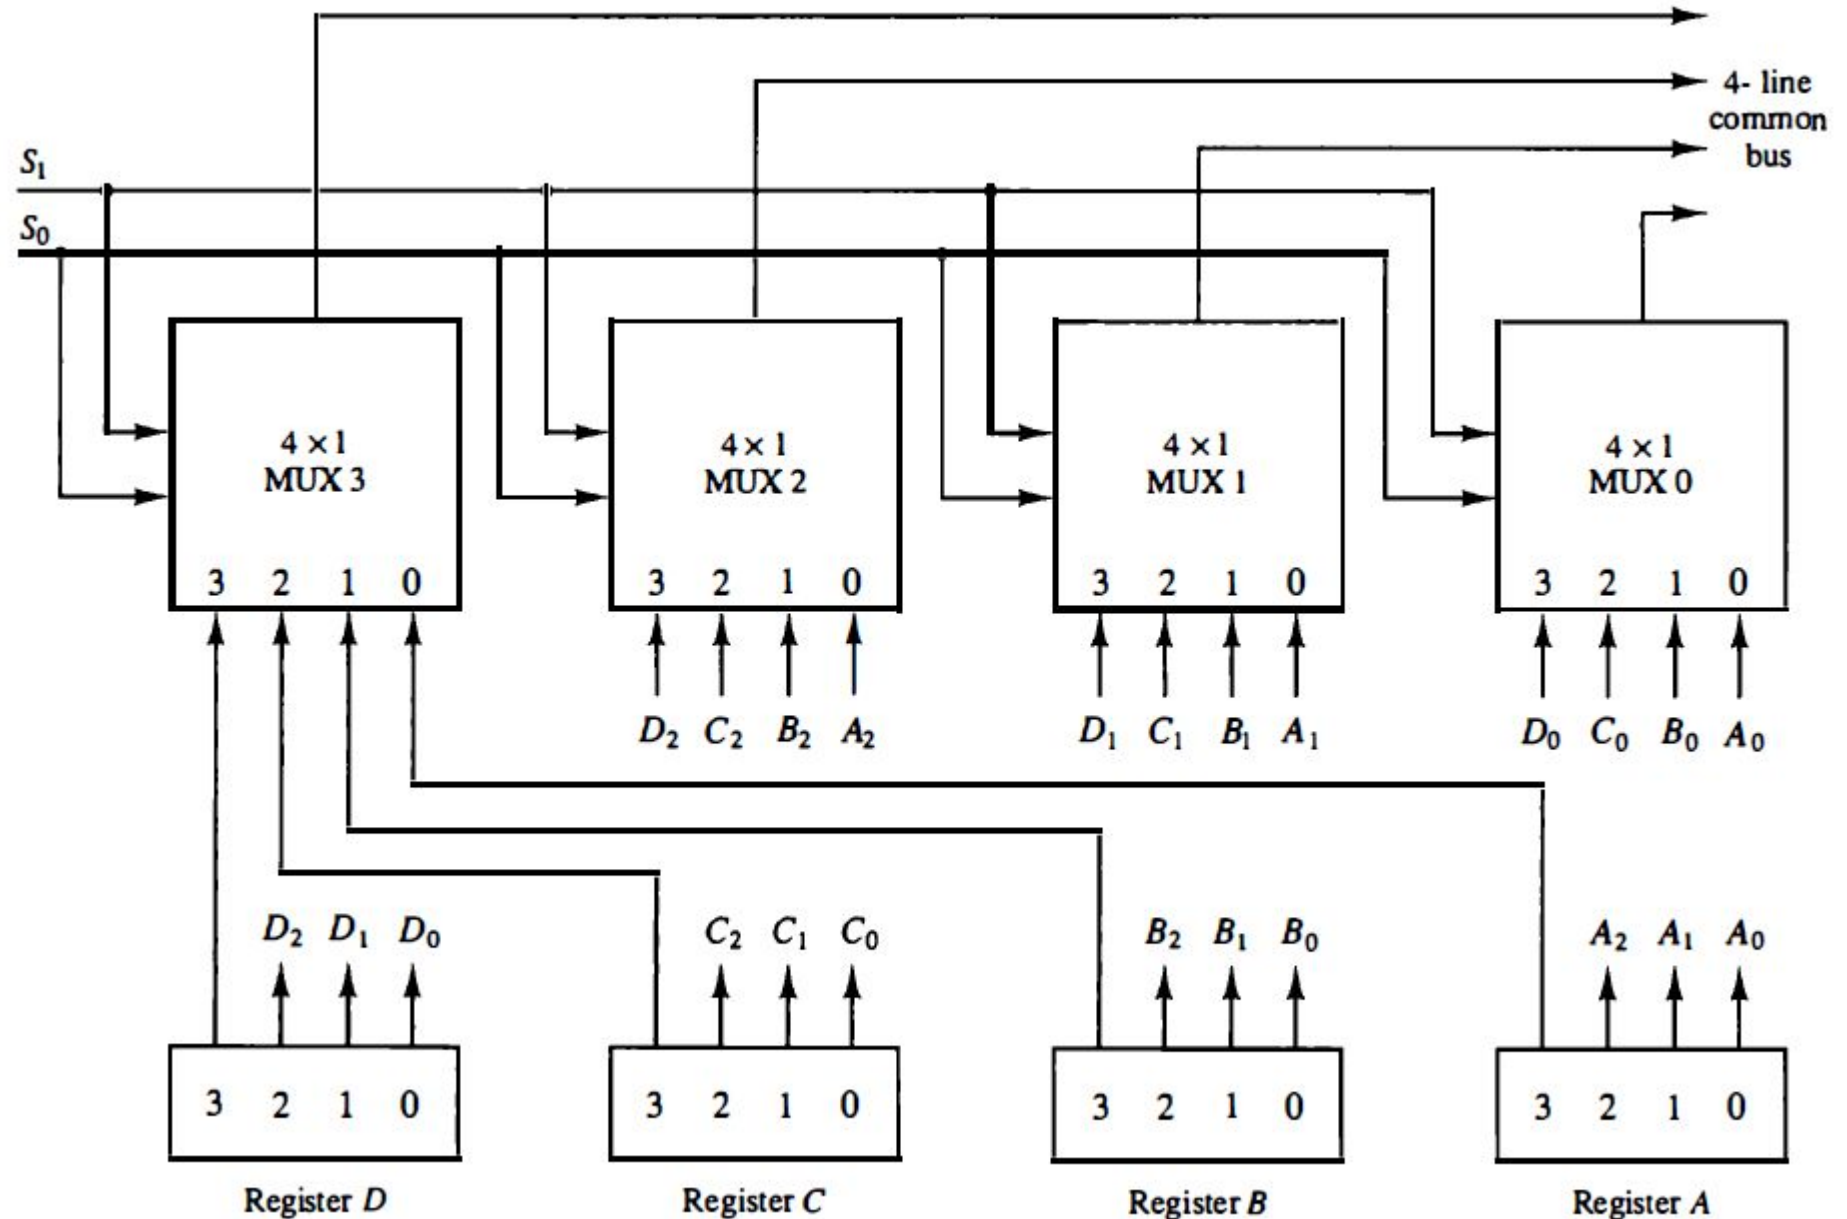 4- line
common
bus
S₁
S₀
4 × 1
MUX 3
4 × 1
MUX 2
4 × 1
MUX 1
4 × 1
MUX 0
3 2 1 0
3 2 1 0
3 2 1 0
3 2 1 0
D₂ C₂ B₂ A₂
D₁ C₁ B₁ A₁
D₀ C₀ B₀ A₀
D₂ D₁ D₀
C₂ C₁ C₀
B₂ B₁ B₀
A₂ A₁ A₀
3 2 1 0
3 2 1 0
3 2 1 0
3 2 1 0
Register D
Register C
Register B
Register A